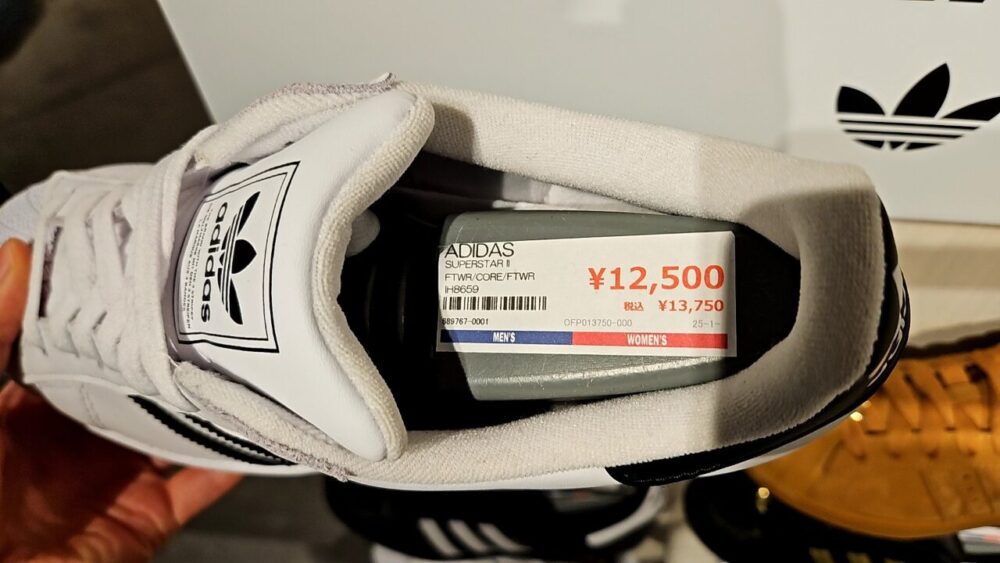 adidas
ADIDAS
SUPERSTAR II
FTWR/CORE/FTWR
IH8659
¥12,500
税込 ¥13,750
689767-0001
OFP013750-000
25-1-
MEN'S
WOMEN'S